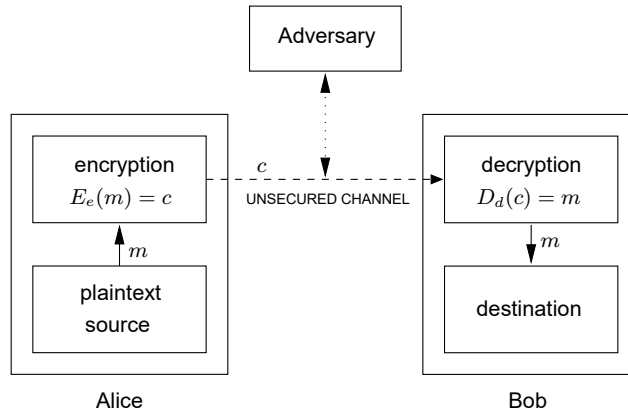 Adversary
encryption
E_e(m) = c
c
UNSECURED CHANNEL
decryption
D_d(c) = m
m
m
plaintext
source
destination
Alice
Bob